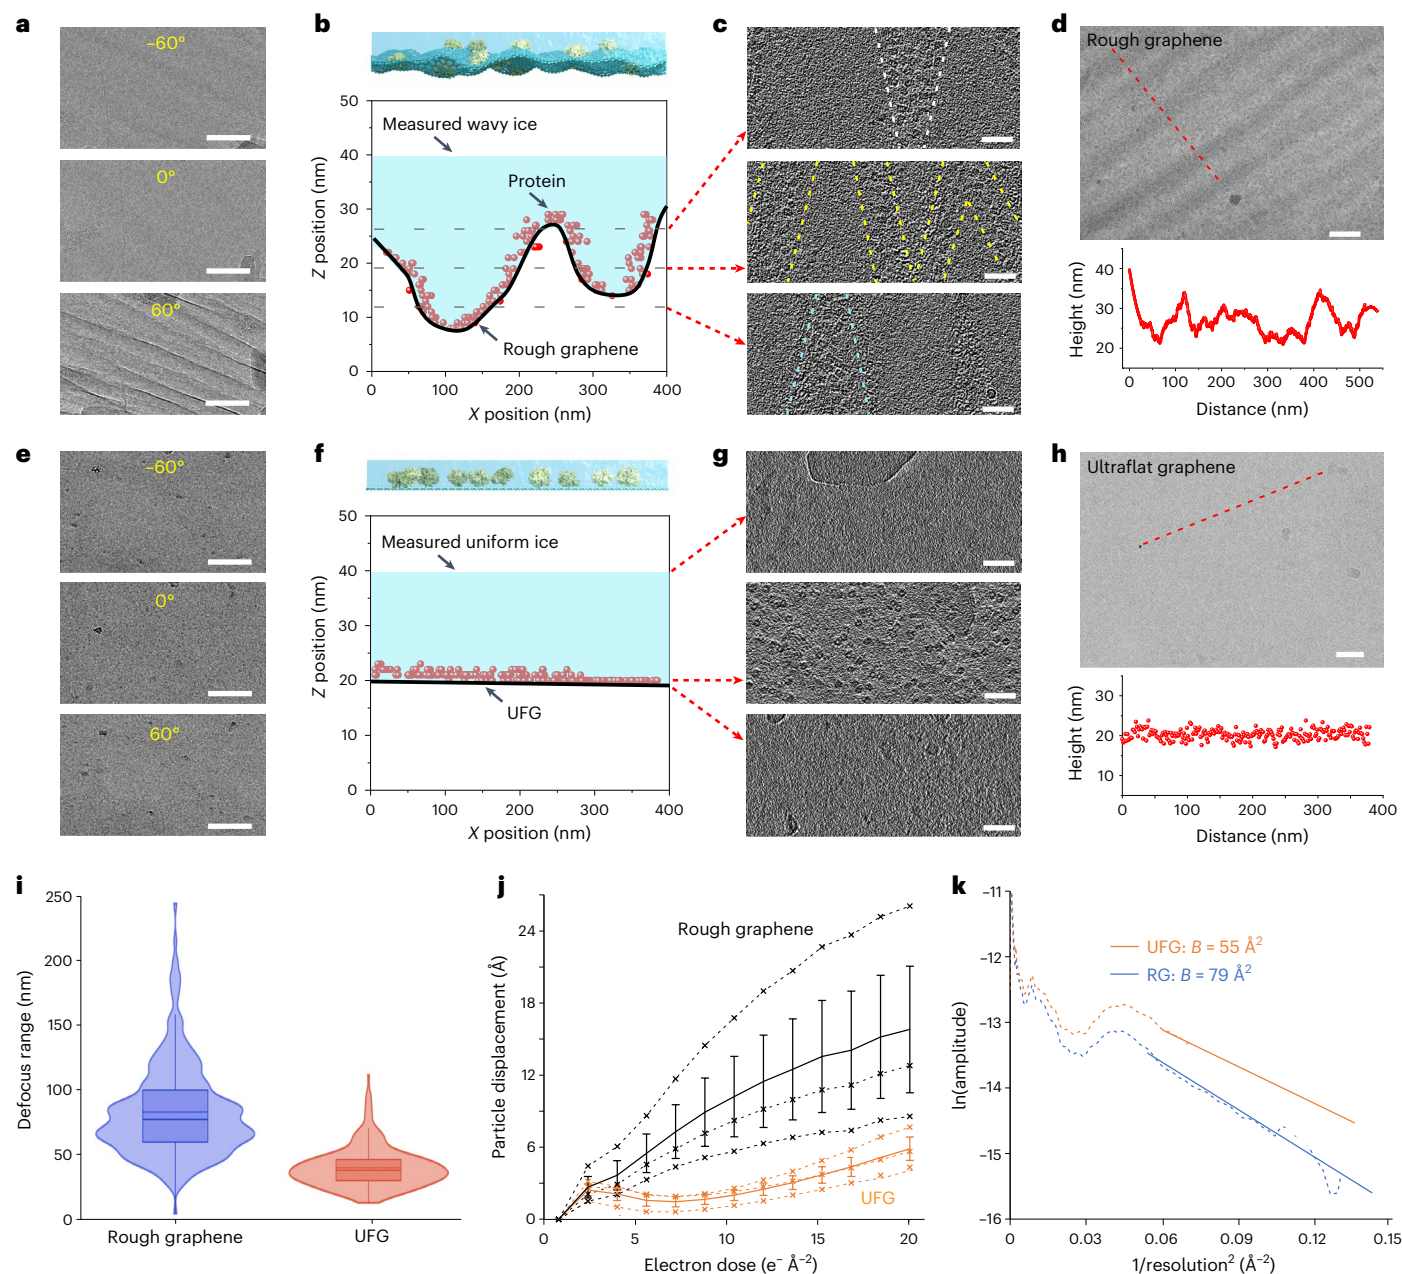 a
–60°
0°
60°
b
50
40
30
20
10
0
Z position (nm)
Measured wavy ice
Protein
Rough graphene
0
100
200
300
400
X position (nm)
c
d
Rough graphene
40
30
20
Height (nm)
0
100
200
300
400
500
Distance (nm)
e
–60°
0°
60°
f
50
40
30
20
10
0
Z position (nm)
Measured uniform ice
UFG
0
100
200
300
400
X position (nm)
g
h
Ultraflat graphene
30
20
10
Height (nm)
0
100
200
300
400
Distance (nm)
i
250
200
150
100
50
0
Defocus range (nm)
Rough graphene
UFG
j
24
18
12
6
0
Particle displacement (Å)
Rough graphene
UFG
0
5
10
15
20
Electron dose (e⁻ Å⁻²)
k
–11
–12
–13
–14
–15
–16
ln(amplitude)
UFG: B = 55 Å²
RG: B = 79 Å²
0
0.03
0.06
0.09
0.12
0.15
1/resolution² (Å⁻²)